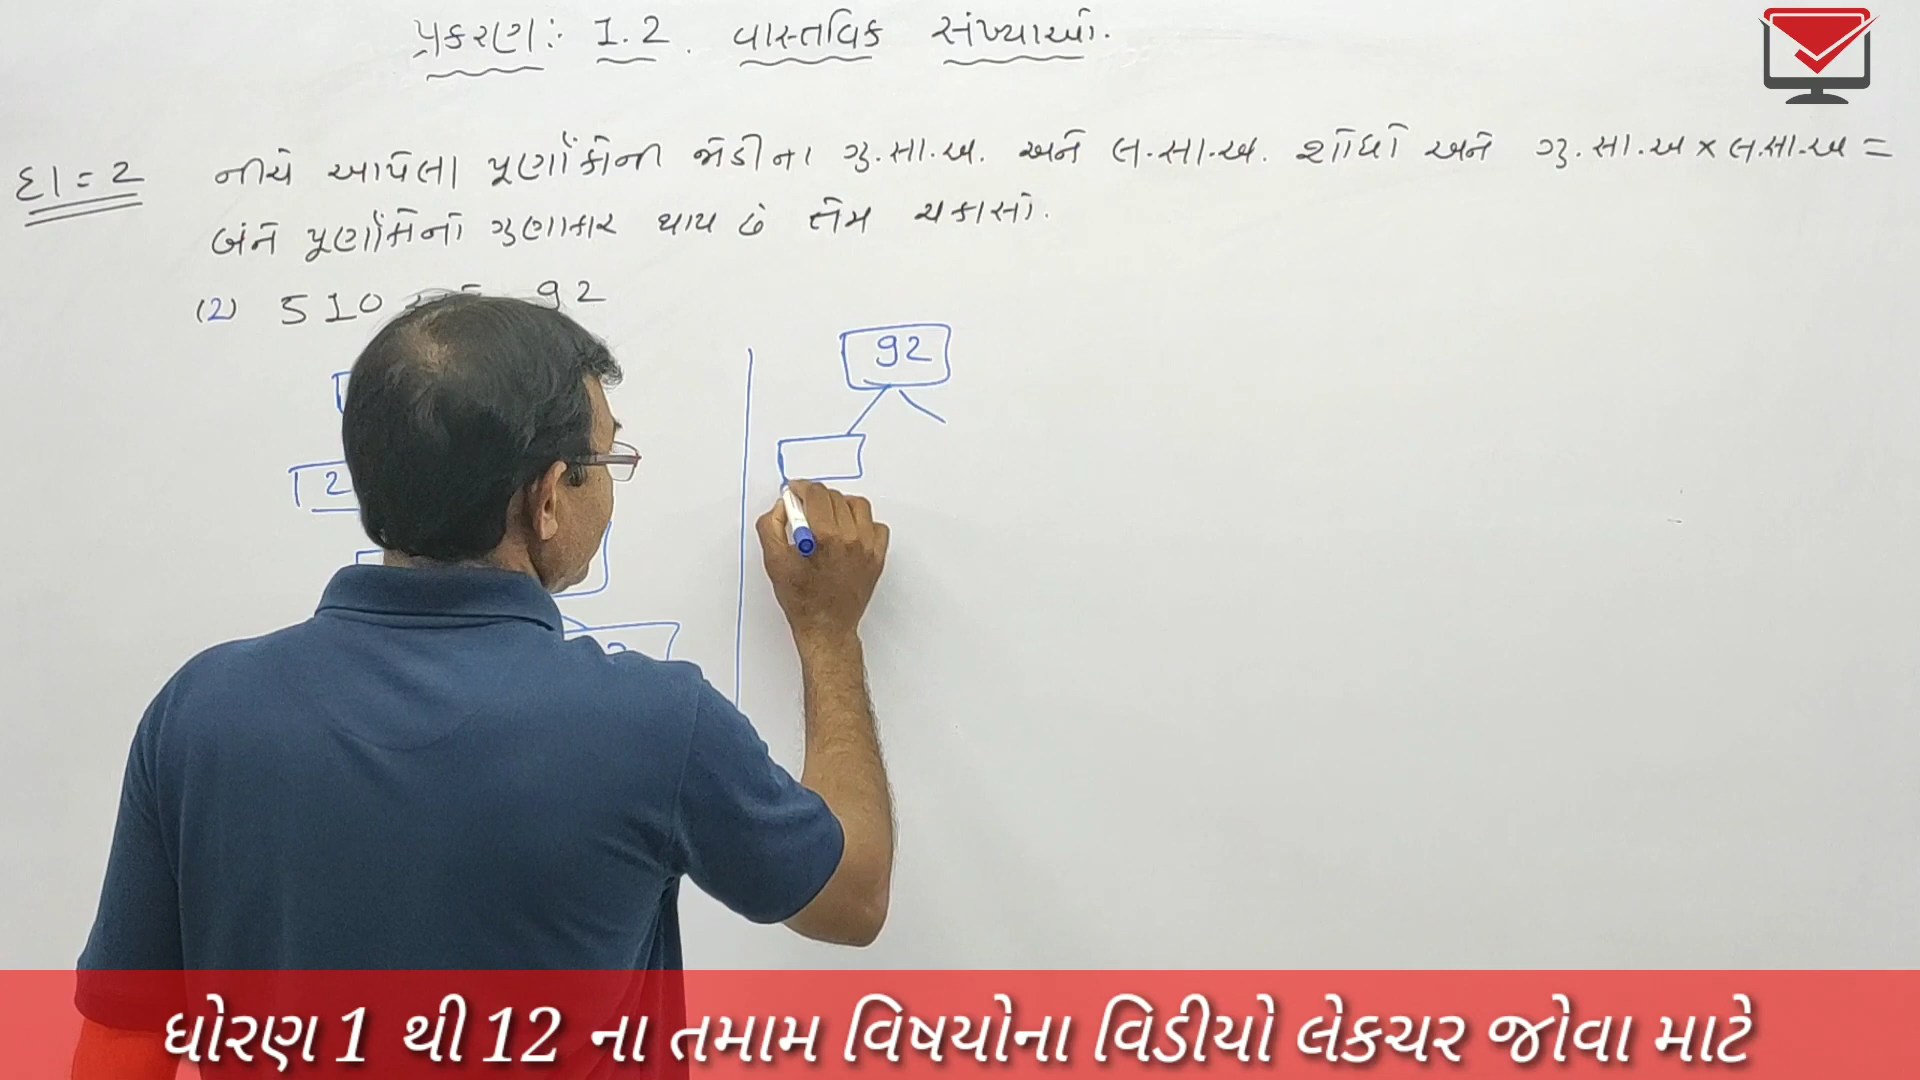 પ્રકરણ: 1.2. વાસ્તવિક સંખ્યાઓ.
દા=2 નીચે આપેલા પૂર્ણાંકોની જોડીના ગુ.સા.અ. અને લ.સા.અ. શોધો અને ગુ.સા.અ × લ.સા.અ =
બંને પૂર્ણાંકોનો ગુણાકાર થાય છે તેમ ચકાસો.
(2) 510 92
92
2
ધોરણ 1 થી 12 ના તમામ વિષયોના વિડીયો લેકચર જોવા માટે